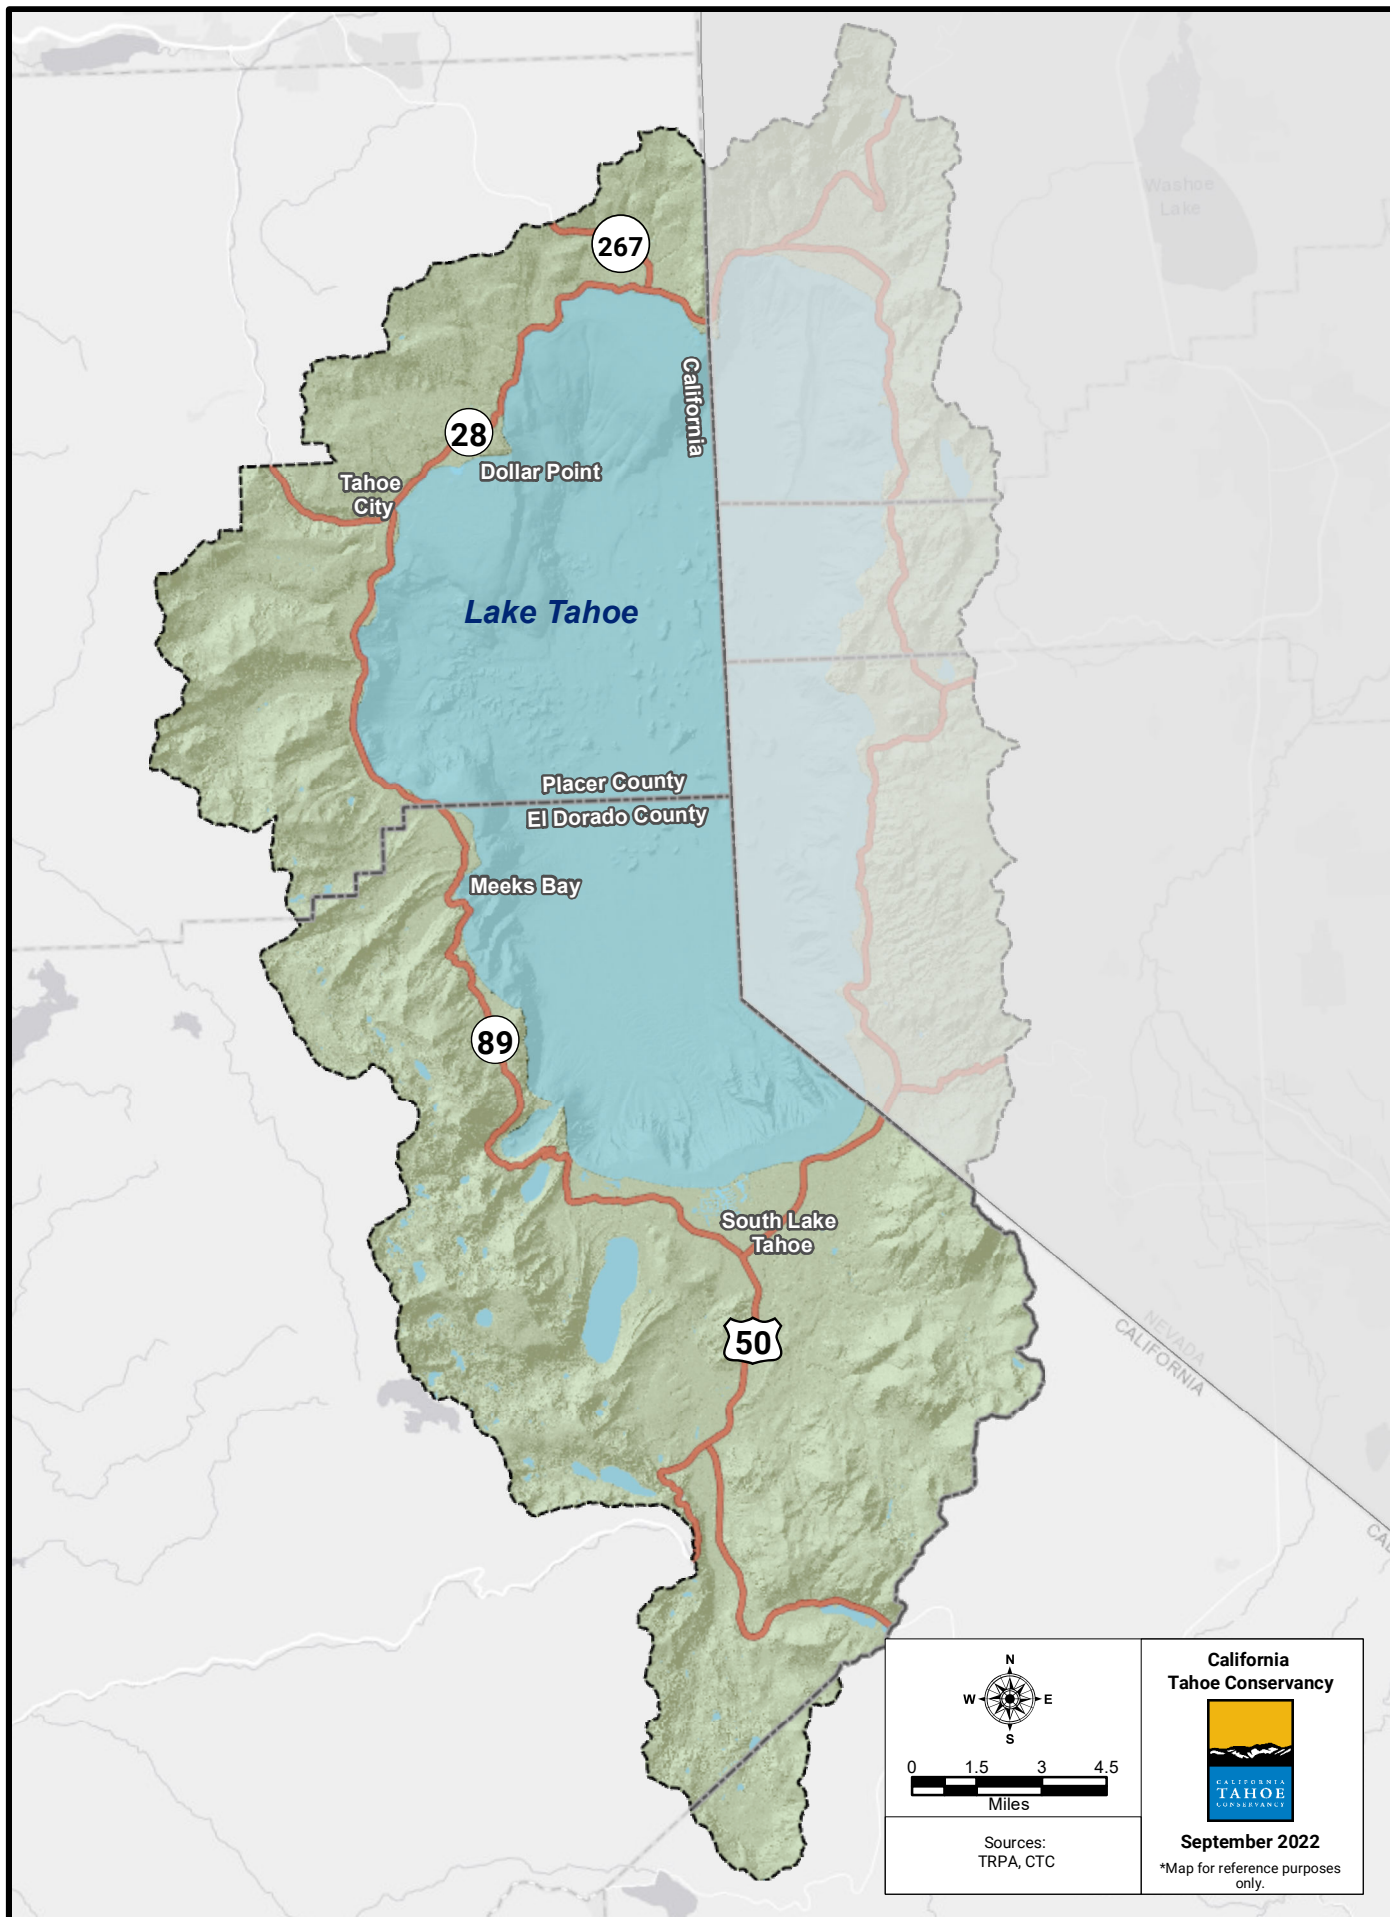 Washoe
Lake
267
California
28
Dollar Point
Tahoe
City
Lake Tahoe
Placer County
El Dorado County
Meeks Bay
89
South Lake
Tahoe
50
NEVADA
CALIFORNIA
N
W
E
S
0 1.5 3 4.5
Miles
Sources:
TRPA, CTC
California
Tahoe Conservancy
CALIFORNIA
TAHOE
CONSERVANCY
September 2022
*Map for reference purposes
only.